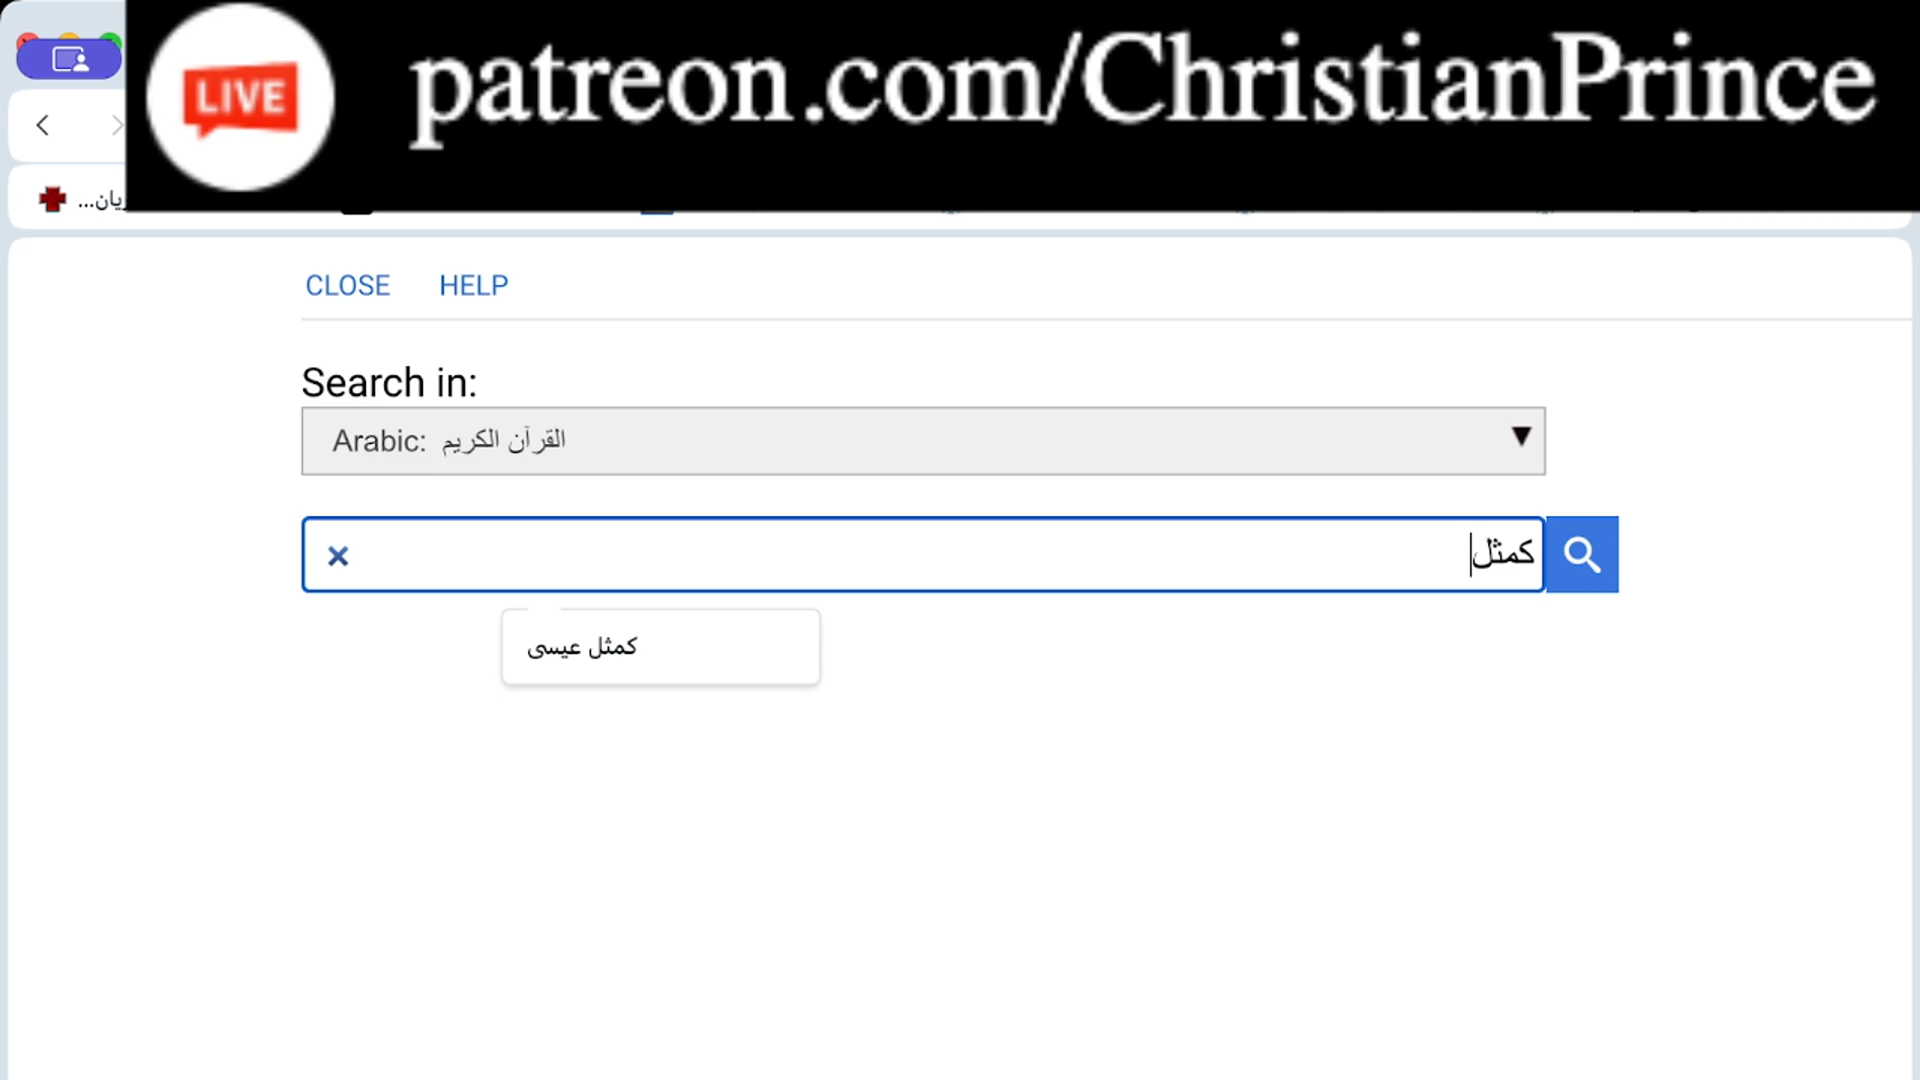 LIVE
patreon.com/ChristianPrince
CLOSE HELP
Search in:
Arabic: القرآن الكريم
كمثل
كمثل عيسى